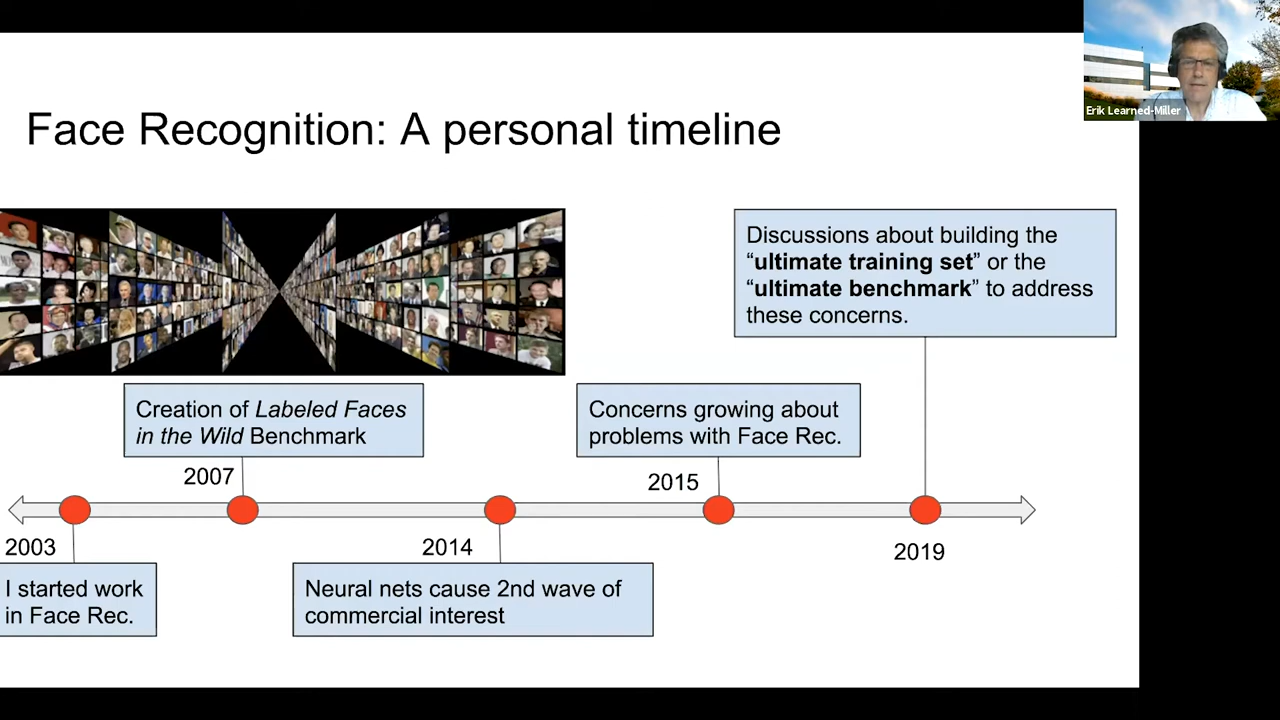 Erik Learned-Miller
Face Recognition: A personal timeline
Discussions about building the
“ultimate training set” or the
“ultimate benchmark” to address
these concerns.
Creation of Labeled Faces
in the Wild Benchmark
Concerns growing about
problems with Face Rec.
2007
2015
2003
2014
2019
I started work
in Face Rec.
Neural nets cause 2nd wave of
commercial interest